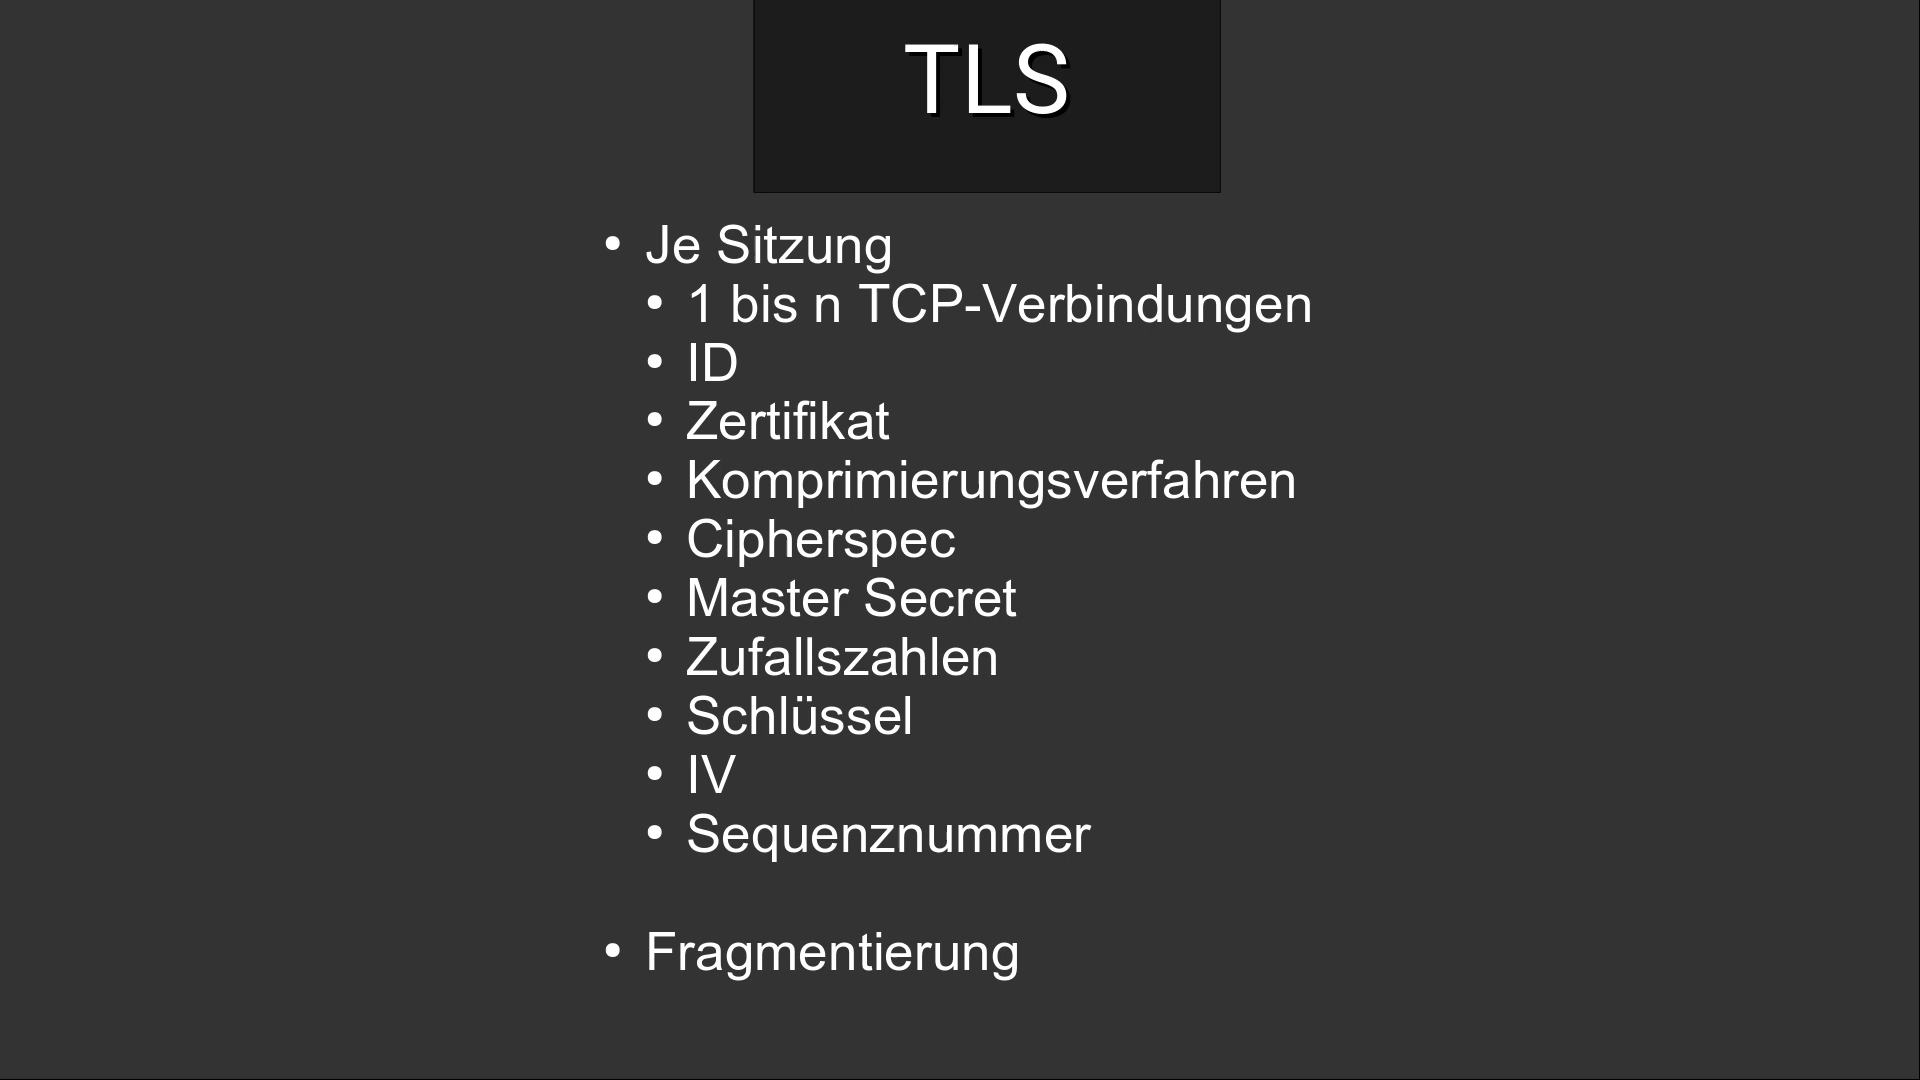 TLS
• Je Sitzung
• 1 bis n TCP-Verbindungen
• ID
• Zertifikat
• Komprimierungsverfahren
• Cipherspec
• Master Secret
• Zufallszahlen
• Schlüssel
• IV
• Sequenznummer
• Fragmentierung